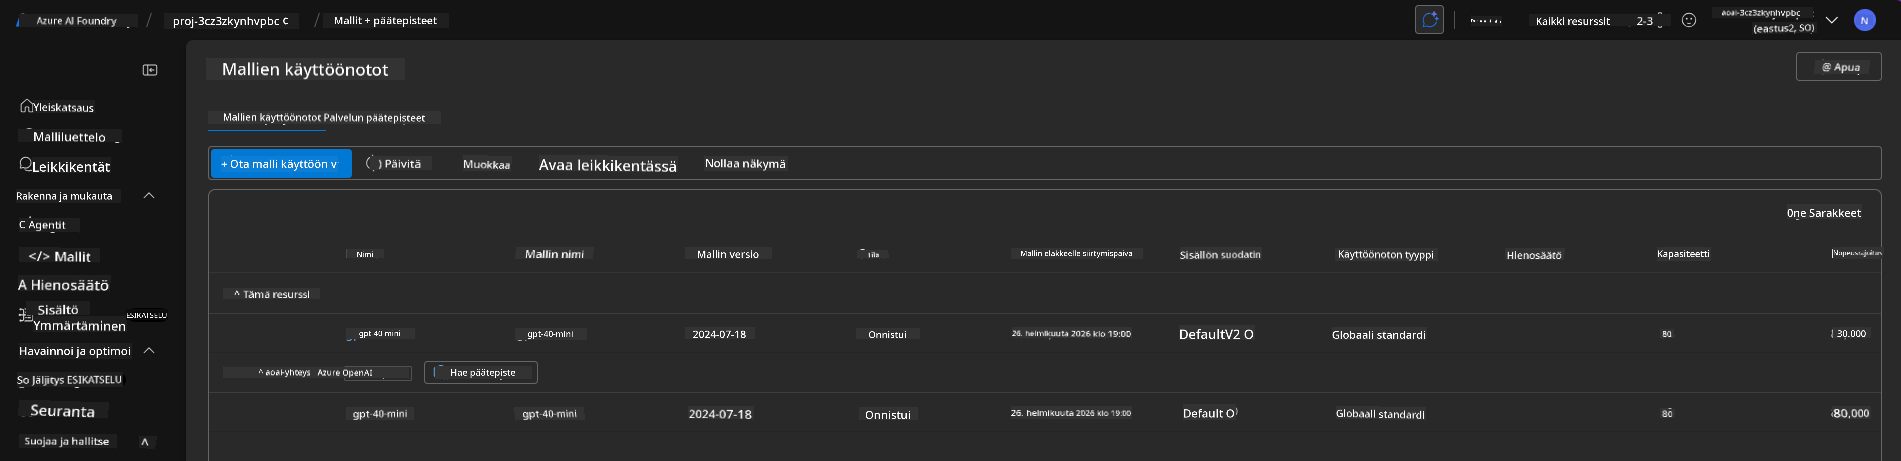 Azure AI Foundry / proj-3cz3zkynhvpbc / Mallit + päätepisteet
Kaikki resurssit 2-3
aoai-3cz3zkynhvpbc
(eastus2, SO)
N
Mallien käyttöönotot
@ Apua
Yleiskatsaus
Malliluettelo
Leikkikentät
Rakenna ja mukauta
C Agentit
</> Mallit
A Hienosäätö
Sisältö
Ymmärtäminen ESIKATSELU
Havainnoi ja optimoi
So Jäljitys ESIKATSELU
Seuranta
Suojaa ja hallitse
Mallien käyttöönotot Palvelun päätepisteet
+ Ota malli käyttöön v
Päivitä
Muokkaa
Avaa leikkikentässä
Nollaa näkymä
One Sarakkeet
Nimi Mallin nimi Mallin versio Tila Mallin eläkkeelle siirtymispäivä Sisällön suodatin Käyttöönoton tyyppi Hienosäätö Kapasiteetti Nopeusrajoitus
^ Tämä resurssi
gpt-40-mini gpt-40-mini 2024-07-18 Onnistui 26. helmikuuta 2026 klo 19:00 DefaultV2 O Globaali standardi 80 30,000
^ aoai-yhteys Azure OpenAI Hae päätepiste
gpt-40-mini gpt-40-mini 2024-07-18 Onnistui 26. helmikuuta 2026 klo 19:00 Default O Globaali standardi 80 80,000